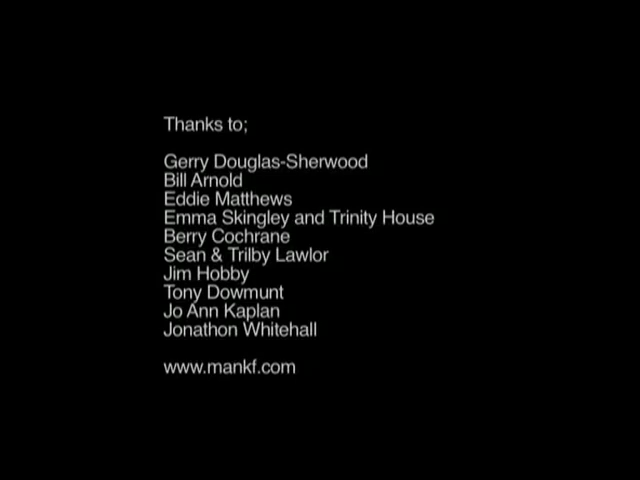 Thanks to;
Gerry Douglas-Sherwood
Bill Arnold
Eddie Matthews
Emma Skingley and Trinity House
Berry Cochrane
Sean & Trilby Lawlor
Jim Hobby
Tony Dowmunt
Jo Ann Kaplan
Jonathon Whitehall
www.mankf.com